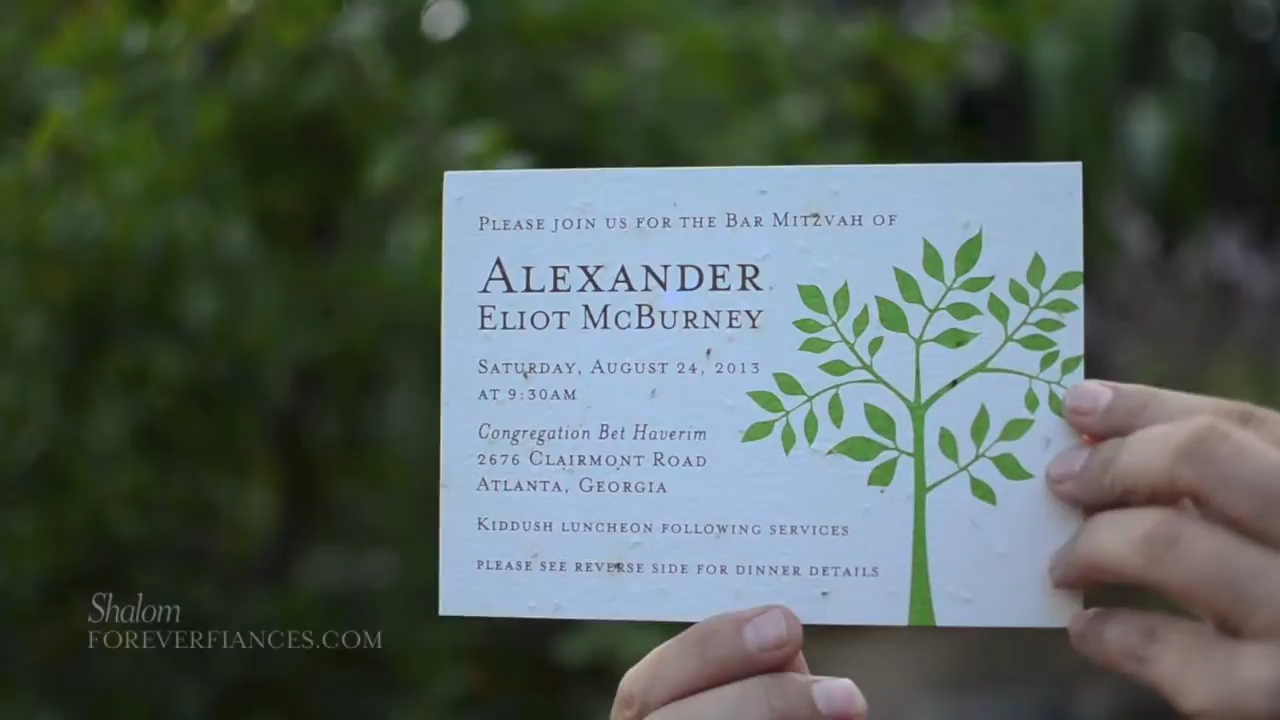 Please join us for the Bar Mitzvah of
Alexander
Eliot McBurney
Saturday, August 24, 2013
at 9:30am
Congregation Bet Haverim
2676 Clairmont Road
Atlanta, Georgia
Kiddush luncheon following services
please see reverse side for dinner details
Shalom
FOREVERFIANCES.COM